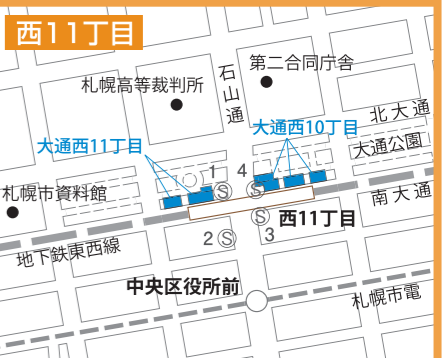 西11丁目
第二合同庁舎
石山通
札幌高等裁判所
北大通
大通西10丁目
大通西11丁目
大通公園
1
4
Ⓢ
Ⓢ
札幌市資料館
南大通
Ⓢ
西11丁目
2
Ⓢ
3
地下鉄東西線
中央区役所前
札幌市電